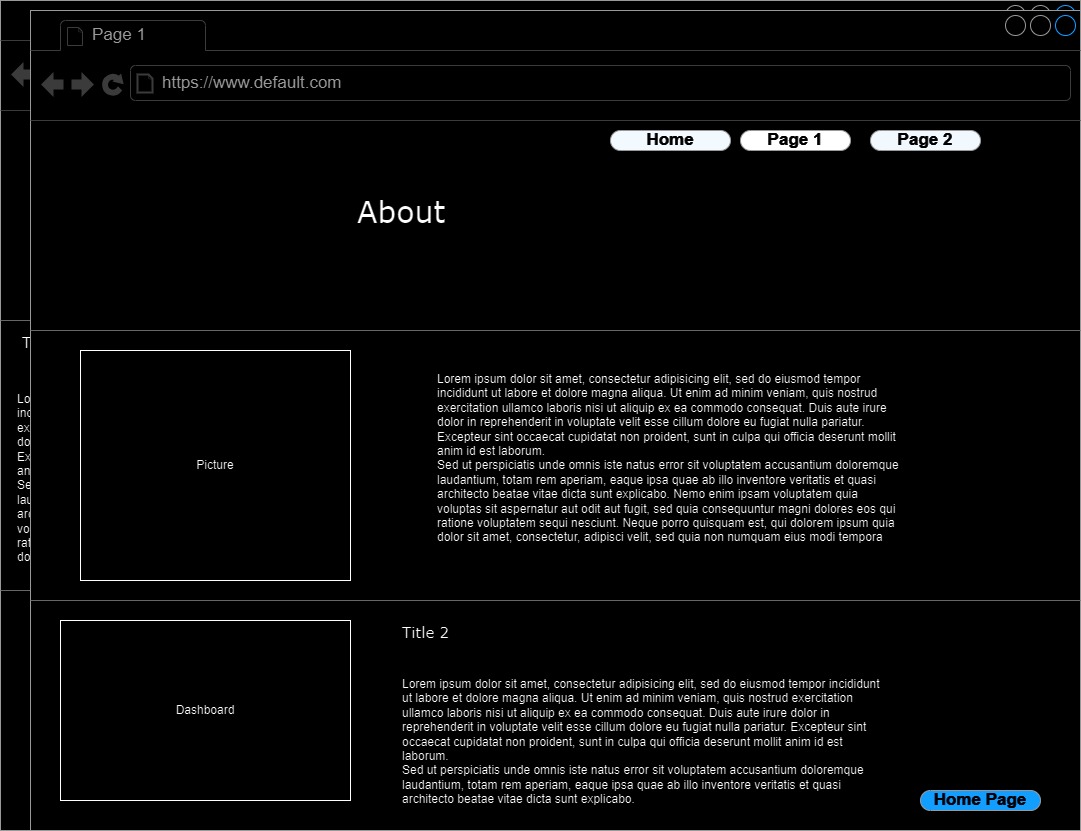 Page 1
https://www.default.com
Home
Page 1
Page 2
About
T
Picture
Lorem ipsum dolor sit amet, consectetur adipisicing elit, sed do eiusmod tempor
incididunt ut labore et dolore magna aliqua. Ut enim ad minim veniam, quis nostrud
exercitation ullamco laboris nisi ut aliquip ex ea commodo consequat. Duis aute irure
dolor in reprehenderit in voluptate velit esse cillum dolore eu fugiat nulla pariatur.
Excepteur sint occaecat cupidatat non proident, sunt in culpa qui officia deserunt mollit
anim id est laborum.
Sed ut perspiciatis unde omnis iste natus error sit voluptatem accusantium doloremque
laudantium, totam rem aperiam, eaque ipsa quae ab illo inventore veritatis et quasi
architecto beatae vitae dicta sunt explicabo. Nemo enim ipsam voluptatem quia
voluptas sit aspernatur aut odit aut fugit, sed quia consequuntur magni dolores eos qui
ratione voluptatem sequi nesciunt. Neque porro quisquam est, qui dolorem ipsum quia
dolor sit amet, consectetur, adipisci velit, sed quia non numquam eius modi tempora
Dashboard
Title 2
Lorem ipsum dolor sit amet, consectetur adipisicing elit, sed do eiusmod tempor incididunt
ut labore et dolore magna aliqua. Ut enim ad minim veniam, quis nostrud exercitation
ullamco laboris nisi ut aliquip ex ea commodo consequat. Duis aute irure dolor in
reprehenderit in voluptate velit esse cillum dolore eu fugiat nulla pariatur. Excepteur sint
occaecat cupidatat non proident, sunt in culpa qui officia deserunt mollit anim id est
laborum.
Sed ut perspiciatis unde omnis iste natus error sit voluptatem accusantium doloremque
laudantium, totam rem aperiam, eaque ipsa quae ab illo inventore veritatis et quasi
architecto beatae vitae dicta sunt explicabo.
Home Page